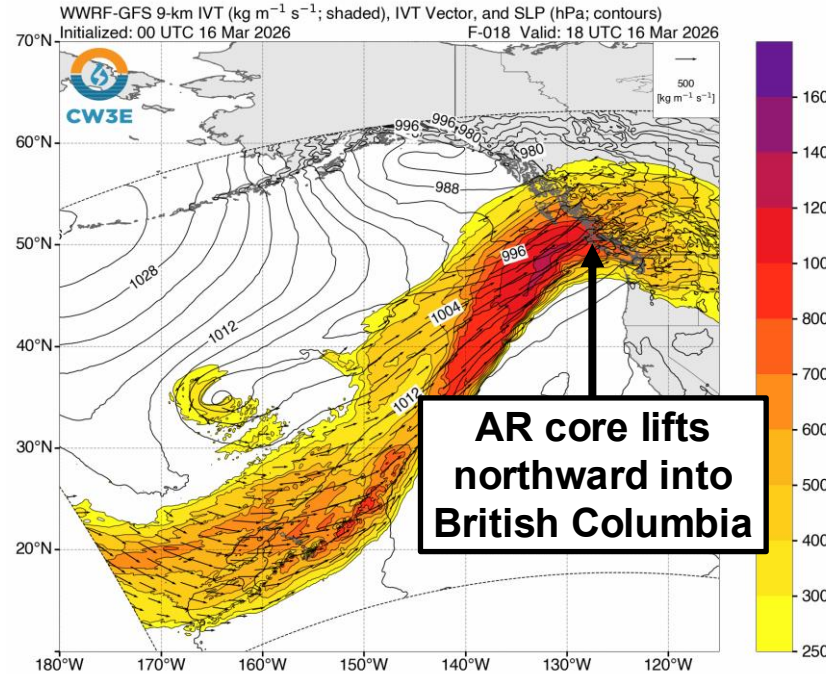 WWRF-GFS 9-km IVT (kg m⁻¹ s⁻¹; shaded), IVT Vector, and SLP (hPa; contours)
Initialized: 00 UTC 16 Mar 2026 F-018 Valid: 18 UTC 16 Mar 2026
70°N
60°N
50°N
40°N
30°N
20°N
180°W 170°W 160°W 150°W 140°W 130°W 120°W
CW3E
500
[kg m⁻¹ s⁻¹]
996
996
980
980
988
996
1028
1004
1012
1012
AR core lifts
northward into
British Columbia
160
140
120
100
700
600
500
400
300
250